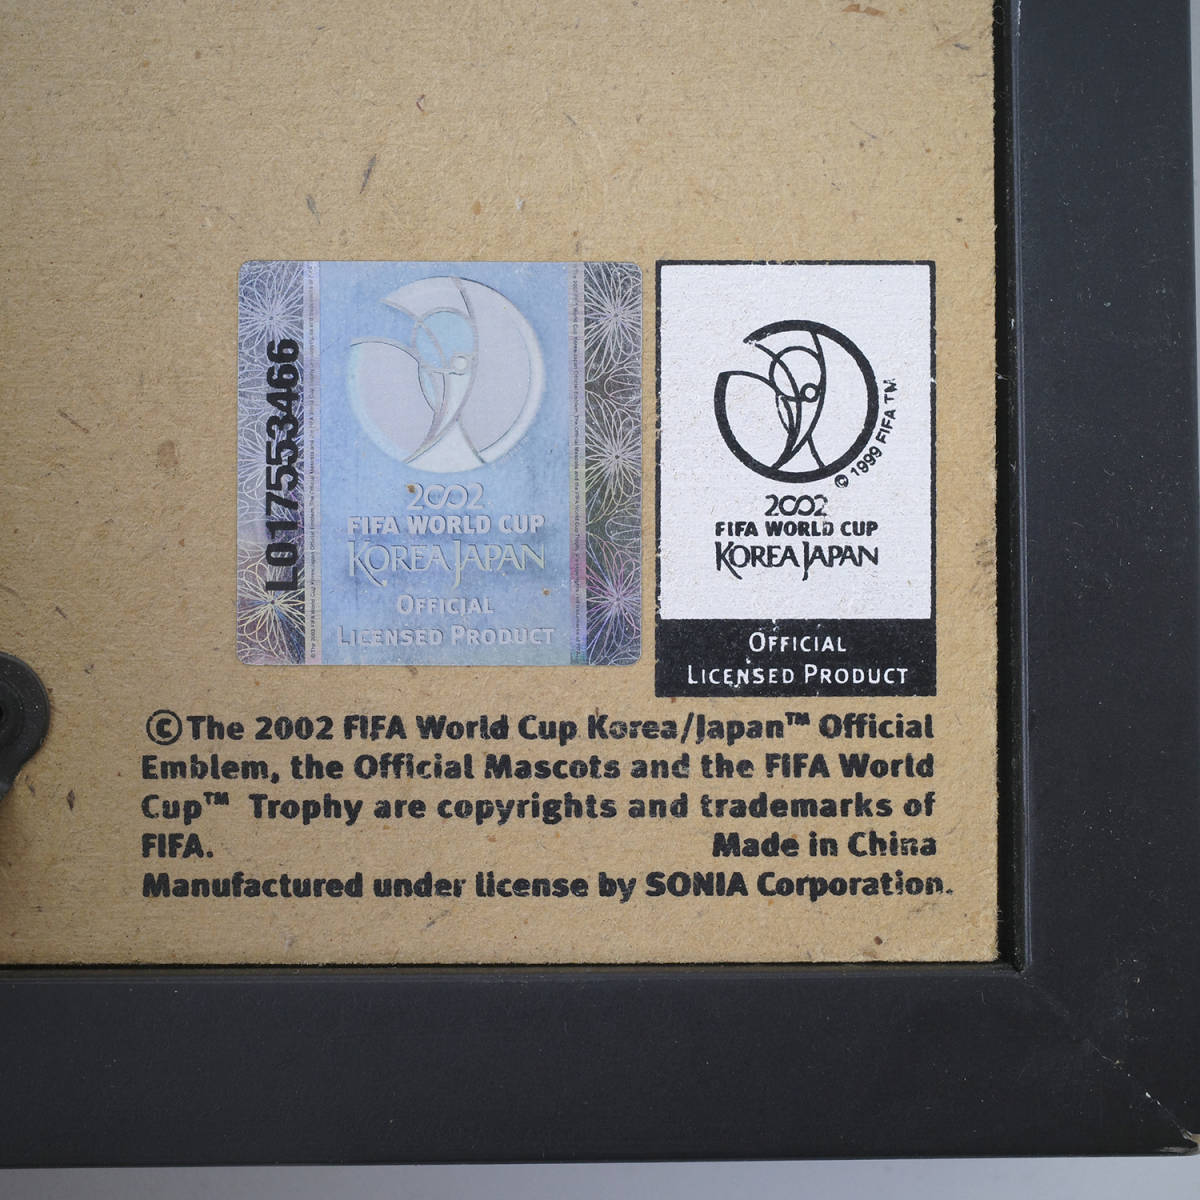 L017553466
2002
FIFA WORLD CUP
KOREA JAPAN
OFFICIAL
LICENSED PRODUCT
© 1999 FIFA TM
2002
FIFA WORLD CUP
KOREA JAPAN
OFFICIAL
LICENSED PRODUCT
©The 2002 FIFA World Cup Korea/Japan™ Official
Emblem, the Official Mascots and the FIFA World
Cup™ Trophy are copyrights and trademarks of
FIFA. Made in China
Manufactured under license by SONIA Corporation.